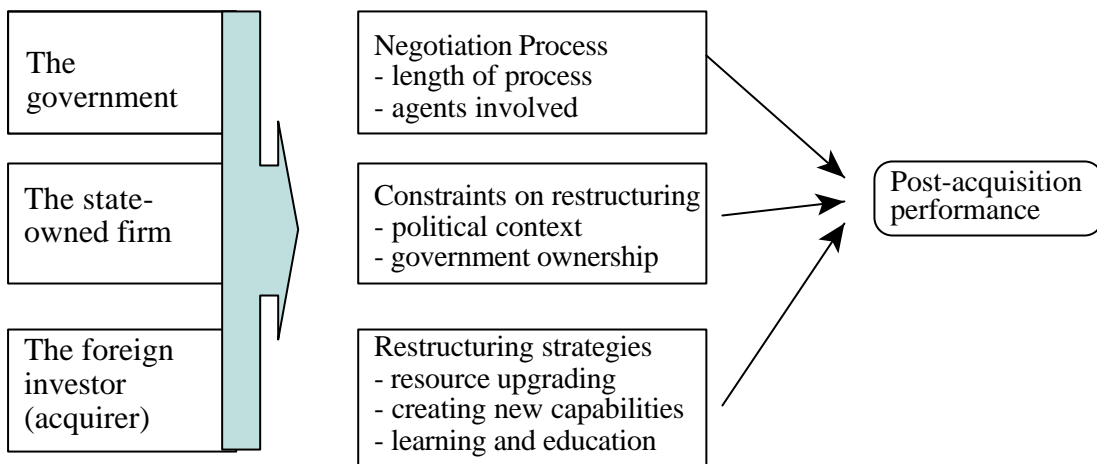 The
government
The state-
owned firm
The foreign
investor
(acquirer)
Negotiation Process
- length of process
- agents involved
Constraints on restructuring
- political context
- government ownership
Restructuring strategies
- resource upgrading
- creating new capabilities
- learning and education
Post-acquisition
performance